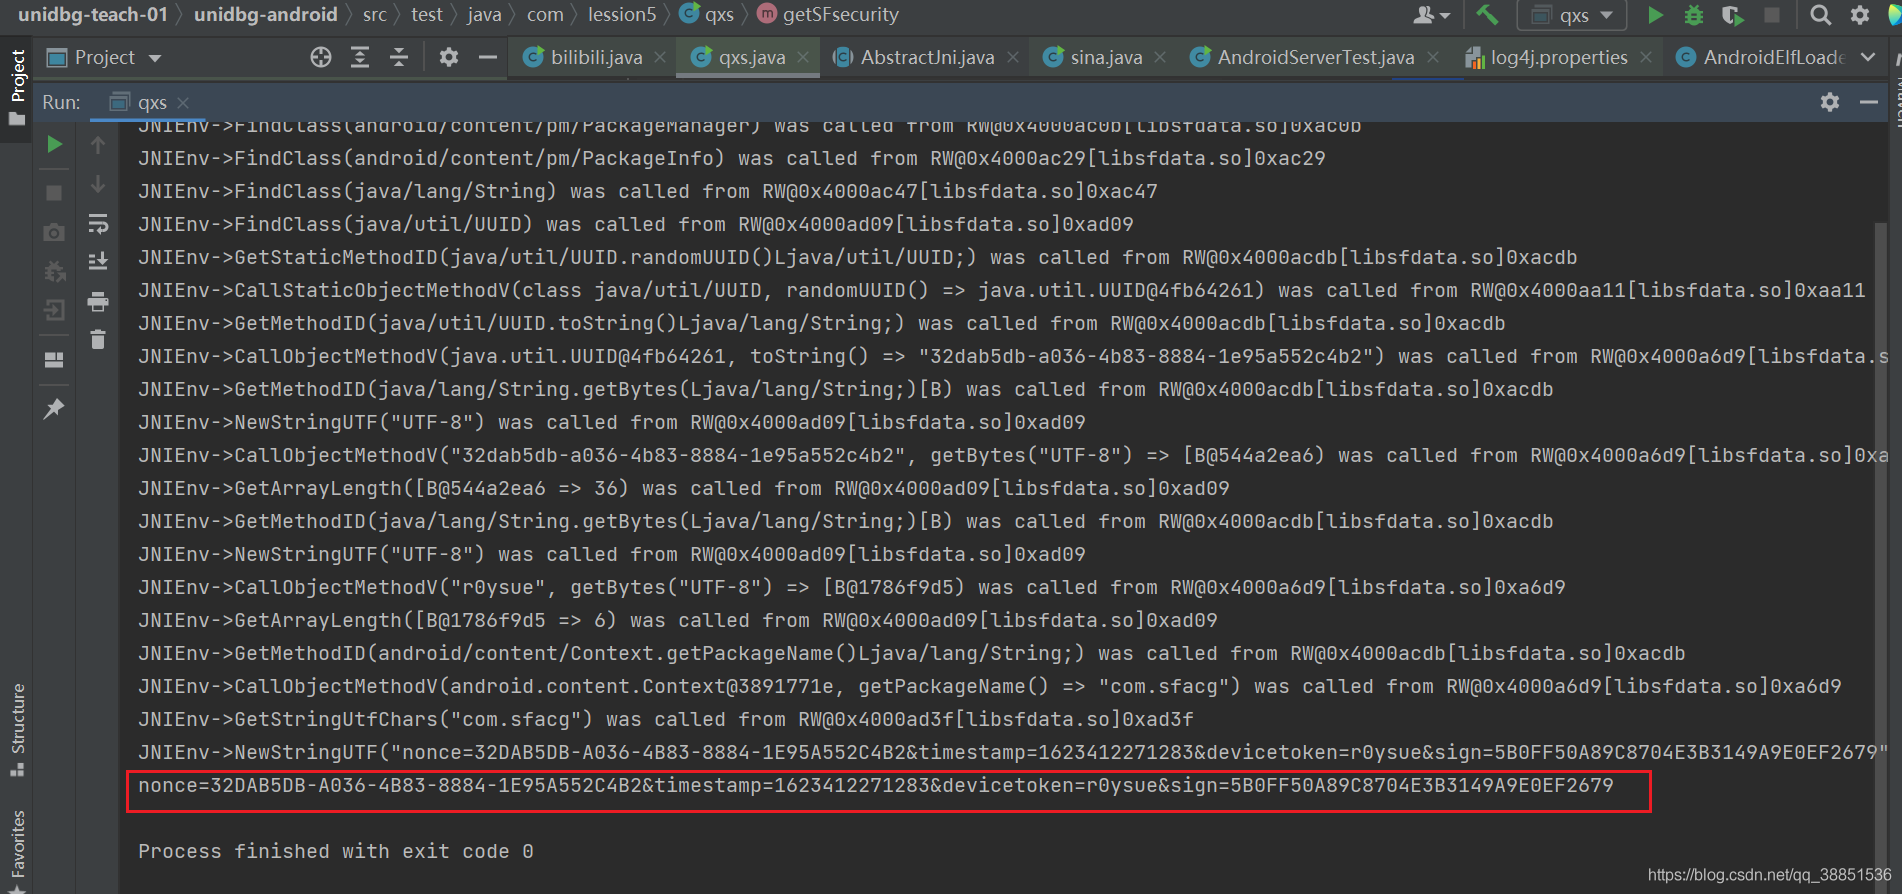 unidbg-teach-01 〉 unidbg-android 〉 src 〉 test 〉 java 〉 com 〉 lession5 〉 qxs 〉 getSFsecurity
qxs
Project
bilibili.java × qxs.java × AbstractJni.java × sina.java × AndroidServerTest.java × log4j.properties × AndroidElfLoade
Project
Run: qxs ×
JNIEnv->FindClass(android/content/pm/PackageManager) was called from RW@0x4000ac0b[libsfdata.so]0xac0b
JNIEnv->FindClass(android/content/pm/PackageInfo) was called from RW@0x4000ac29[libsfdata.so]0xac29
JNIEnv->FindClass(java/lang/String) was called from RW@0x4000ac47[libsfdata.so]0xac47
JNIEnv->FindClass(java/util/UUID) was called from RW@0x4000ad09[libsfdata.so]0xad09
JNIEnv->GetStaticMethodID(java/util/UUID.randomUUID()Ljava/util/UUID;) was called from RW@0x4000acdb[libsfdata.so]0xacdb
JNIEnv->CallStaticObjectMethodV(class java/util/UUID, randomUUID() => java.util.UUID@4fb64261) was called from RW@0x4000aa11[libsfdata.so]0xaa11
JNIEnv->GetMethodID(java/util/UUID.toString()Ljava/lang/String;) was called from RW@0x4000acdb[libsfdata.so]0xacdb
JNIEnv->CallObjectMethodV(java.util.UUID@4fb64261, toString() => "32dab5db-a036-4b83-8884-1e95a552c4b2") was called from RW@0x4000a6d9[libsfdata.s
JNIEnv->GetMethodID(java/lang/String.getBytes(Ljava/lang/String;)[B) was called from RW@0x4000acdb[libsfdata.so]0xacdb
JNIEnv->NewStringUTF("UTF-8") was called from RW@0x4000ad09[libsfdata.so]0xad09
JNIEnv->CallObjectMethodV("32dab5db-a036-4b83-8884-1e95a552c4b2", getBytes("UTF-8") => [B@544a2ea6) was called from RW@0x4000a6d9[libsfdata.so]0xa
JNIEnv->GetArrayLength([B@544a2ea6 => 36) was called from RW@0x4000ad09[libsfdata.so]0xad09
JNIEnv->GetMethodID(java/lang/String.getBytes(Ljava/lang/String;)[B) was called from RW@0x4000acdb[libsfdata.so]0xacdb
JNIEnv->NewStringUTF("UTF-8") was called from RW@0x4000ad09[libsfdata.so]0xad09
JNIEnv->CallObjectMethodV("r0ysue", getBytes("UTF-8") => [B@1786f9d5) was called from RW@0x4000a6d9[libsfdata.so]0xa6d9
JNIEnv->GetArrayLength([B@1786f9d5 => 6) was called from RW@0x4000ad09[libsfdata.so]0xad09
JNIEnv->GetMethodID(android/content/Context.getPackageName()Ljava/lang/String;) was called from RW@0x4000acdb[libsfdata.so]0xacdb
JNIEnv->CallObjectMethodV(android.content.Context@3891771e, getPackageName() => "com.sfacg") was called from RW@0x4000a6d9[libsfdata.so]0xa6d9
JNIEnv->GetStringUtfChars("com.sfacg") was called from RW@0x4000ad3f[libsfdata.so]0xad3f
JNIEnv->NewStringUTF("nonce=32DAB5DB-A036-4B83-8884-1E95A552C4B2&timestamp=1623412271283&devicetoken=r0ysue&sign=5B0FF50A89C8704E3B3149A9E0EF2679"
nonce=32DAB5DB-A036-4B83-8884-1E95A552C4B2&timestamp=1623412271283&devicetoken=r0ysue&sign=5B0FF50A89C8704E3B3149A9E0EF2679
Process finished with exit code 0
Structure
Favorites
https://blog.csdn.net/qq_38851536